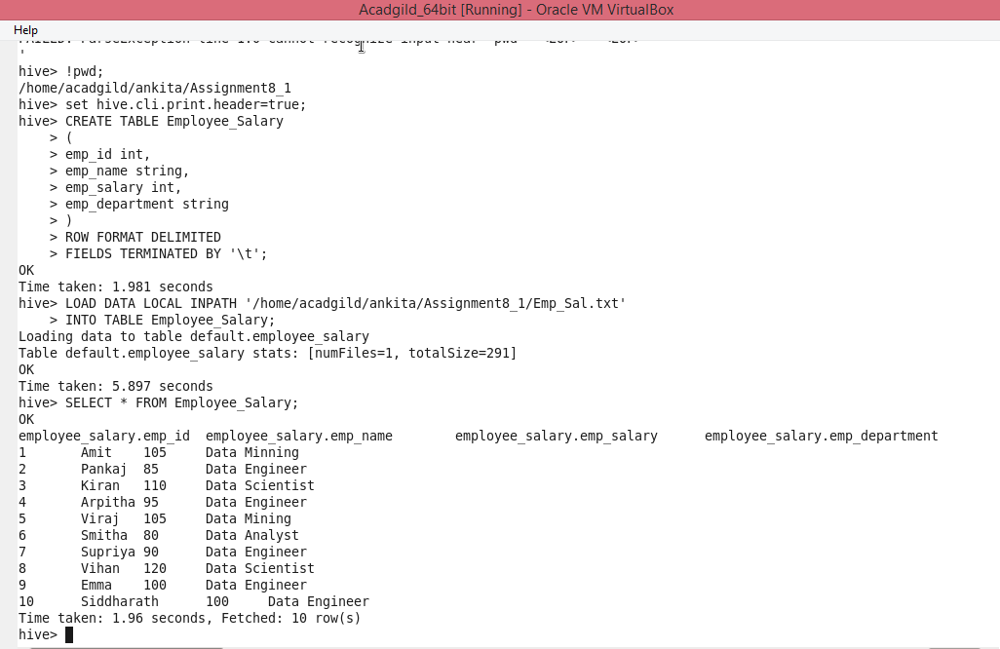 Acadgild_64bit [Running] - Oracle VM VirtualBox
Help
'
hive> !pwd;
/home/acadgild/ankita/Assignment8_1
hive> set hive.cli.print.header=true;
hive> CREATE TABLE Employee_Salary
    > (
    > emp_id int,
    > emp_name string,
    > emp_salary int,
    > emp_department string
    > )
    > ROW FORMAT DELIMITED
    > FIELDS TERMINATED BY '\t';
OK
Time taken: 1.981 seconds
hive> LOAD DATA LOCAL INPATH '/home/acadgild/ankita/Assignment8_1/Emp_Sal.txt'
    > INTO TABLE Employee_Salary;
Loading data to table default.employee_salary
Table default.employee_salary stats: [numFiles=1, totalSize=291]
OK
Time taken: 5.897 seconds
hive> SELECT * FROM Employee_Salary;
OK
employee_salary.emp_id  employee_salary.emp_name        employee_salary.emp_salary      employee_salary.emp_department
1       Amit    105     Data Minning
2       Pankaj  85      Data Engineer
3       Kiran   110     Data Scientist
4       Arpitha 95      Data Engineer
5       Viraj   105     Data Mining
6       Smitha  80      Data Analyst
7       Supriya 90      Data Engineer
8       Vihan   120     Data Scientist
9       Emma    100     Data Engineer
10      Siddharath      100     Data Engineer
Time taken: 1.96 seconds, Fetched: 10 row(s)
hive>